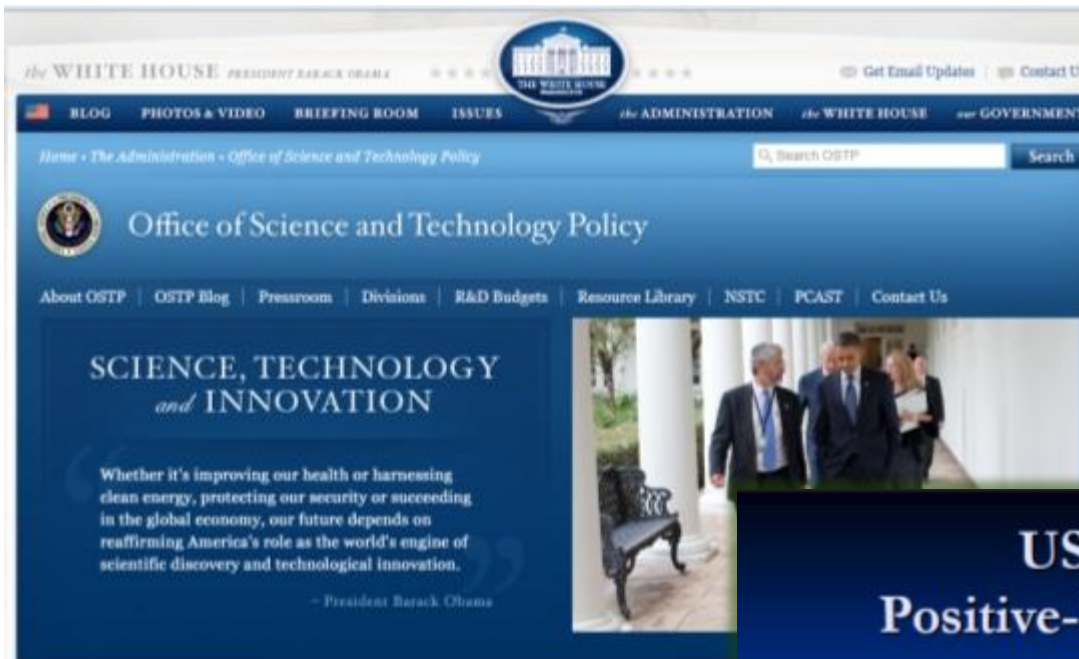 the WHITE HOUSE PRESIDENT BARACK OBAMA
THE WHITE HOUSE
Get Email Updates Contact U
BLOG PHOTOS & VIDEO BRIEFING ROOM ISSUES the ADMINISTRATION the WHITE HOUSE our GOVERNMENT
Home • The Administration • Office of Science and Technology Policy
Search OSTP
Search
Office of Science and Technology Policy
About OSTP OSTP Blog Pressroom Divisions R&D Budgets Resource Library NSTC PCAST Contact Us
SCIENCE, TECHNOLOGY
and INNOVATION
Whether it's improving our health or harnessing
clean energy, protecting our security or succeeding
in the global economy, our future depends on
reaffirming America's role as the world's engine of
scientific discovery and technological innovation.
– President Barack Obama
US
Positive-